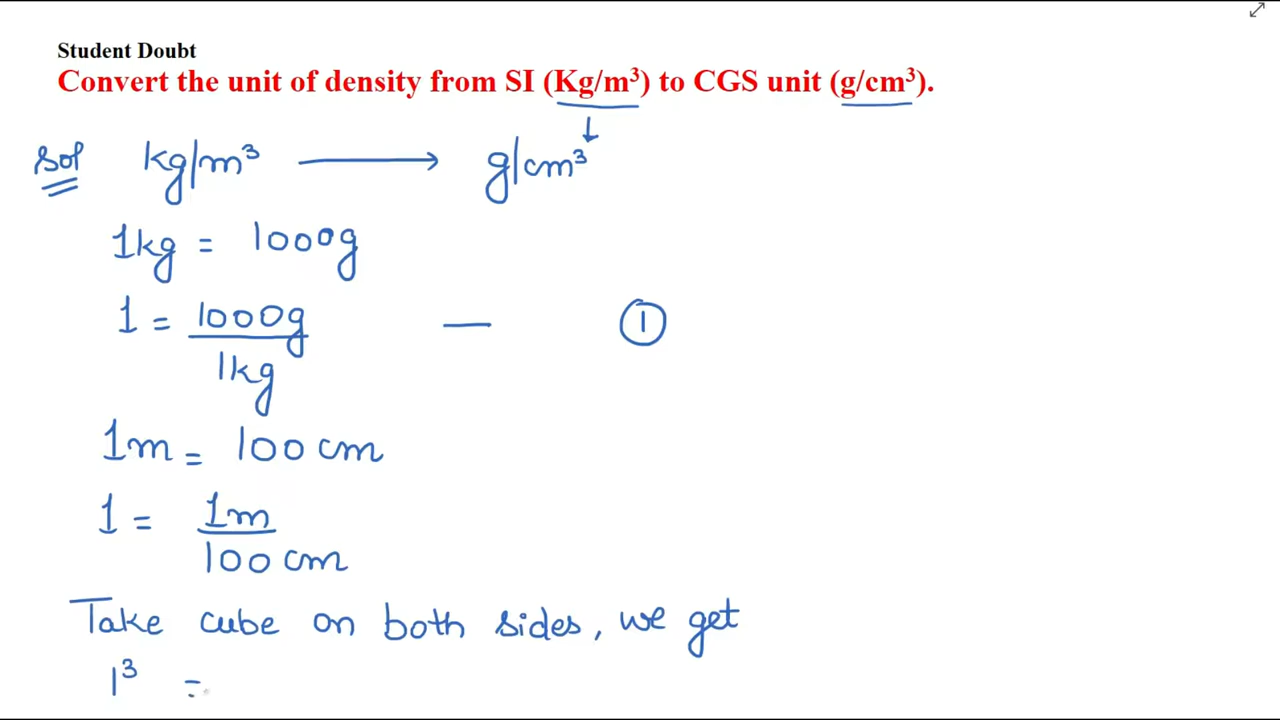 Student Doubt
Convert the unit of density from SI (Kg/m³) to CGS unit (g/cm³).
Sol kg/m³ → g/cm³
1kg = 1000g
1 = 1000g / 1kg — ①
1m = 100 cm
1 = 1m / 100 cm
Take cube on both sides, we get
1³ =